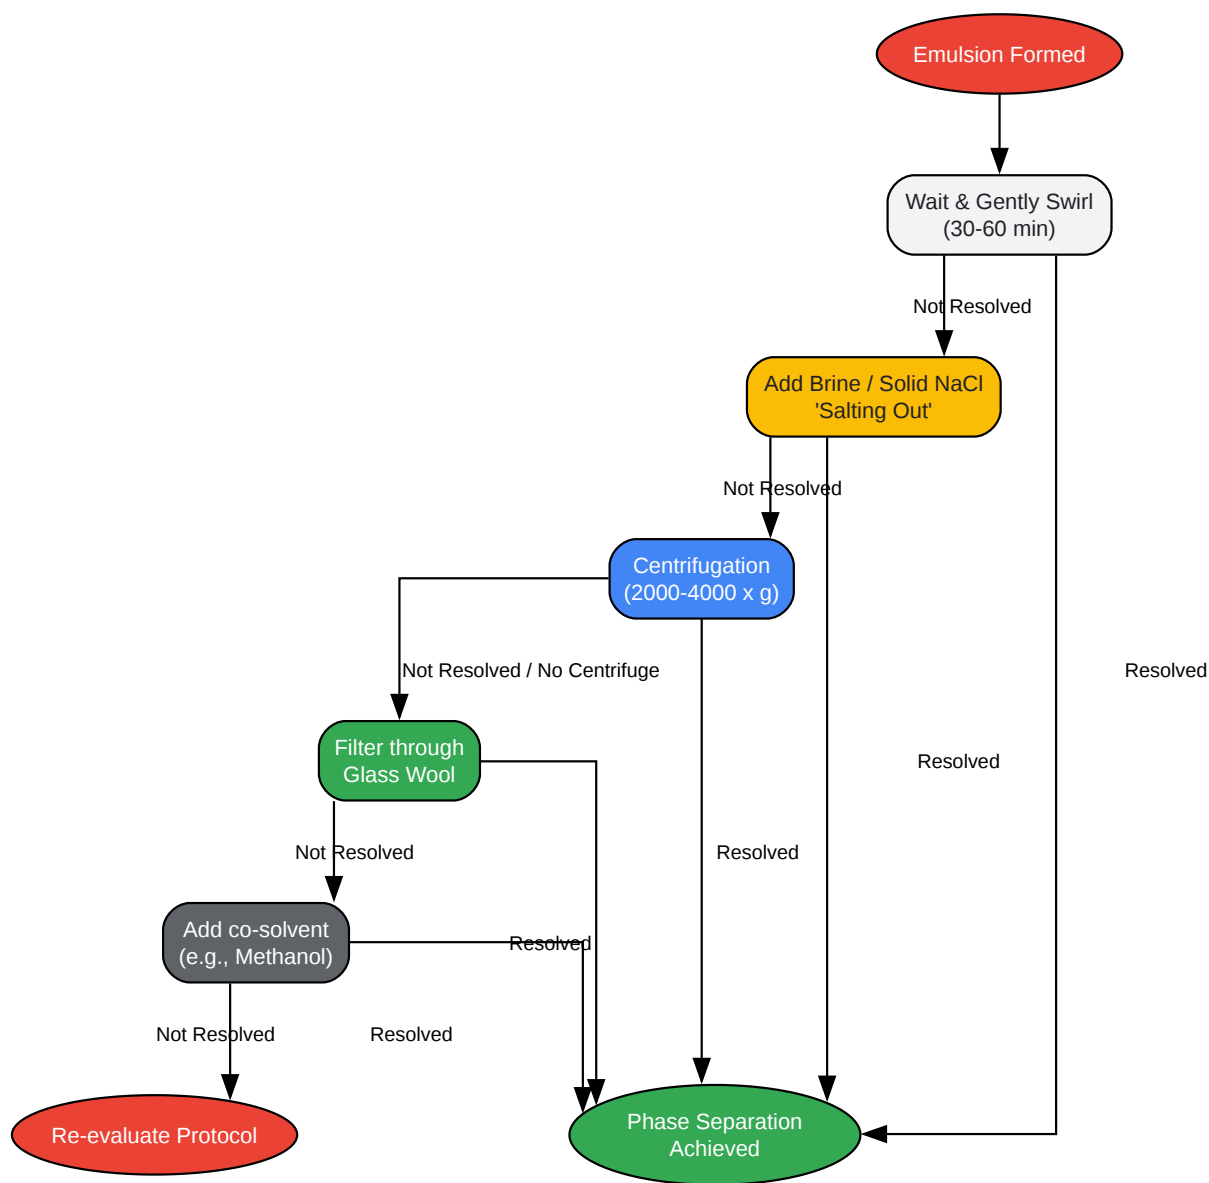 Emulsion Formed
Wait & Gently Swirl
(30-60 min)
Not Resolved
Add Brine / Solid NaCl
'Salting Out'
Not Resolved
Centrifugation
(2000-4000 x g)
Not Resolved / No Centrifuge
Resolved
Filter through
Glass Wool
Resolved
Not Resolved
Resolved
Add co-solvent
(e.g., Methanol)
Resolved
Not Resolved
Resolved
Re-evaluate Protocol
Phase Separation
Achieved